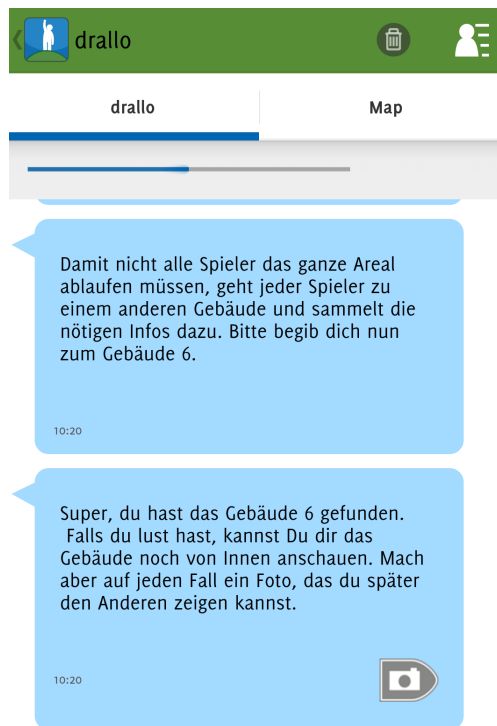 drallo
drallo
Map
Damit nicht alle Spieler das ganze Areal
ablaufen müssen, geht jeder Spieler zu
einem anderen Gebäude und sammelt die
nötigen Infos dazu. Bitte begib dich nun
zum Gebäude 6.
10:20
Super, du hast das Gebäude 6 gefunden.
Falls du lust hast, kannst Du dir das
Gebäude noch von Innen anschauen. Mach
aber auf jeden Fall ein Foto, das du später
den Anderen zeigen kannst.
10:20